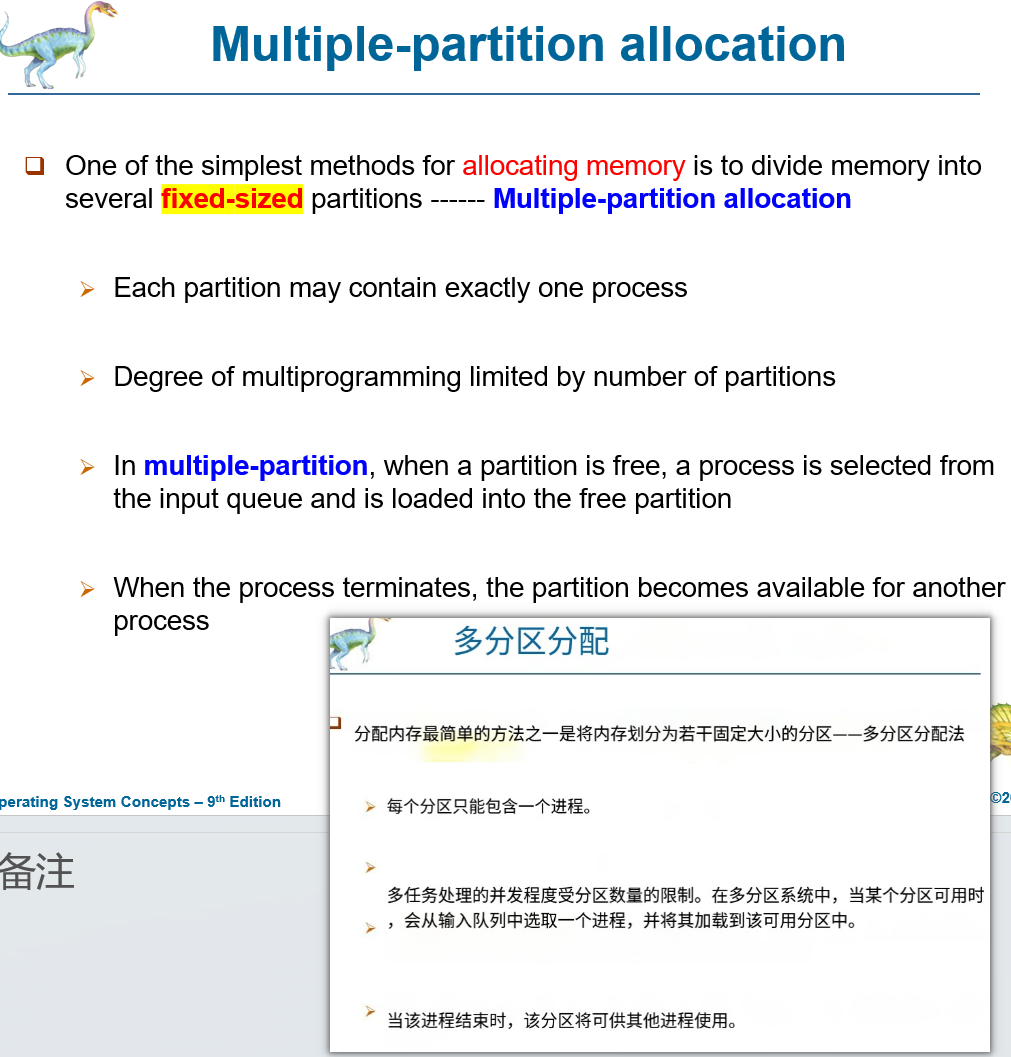 Multiple-partition allocation
One of the simplest methods for allocating memory is to divide memory into
several fixed-sized partitions ------ Multiple-partition allocation
Each partition may contain exactly one process
Degree of multiprogramming limited by number of partitions
In multiple-partition, when a partition is free, a process is selected from
the input queue and is loaded into the free partition
When the process terminates, the partition becomes available for another
process
多分区分配
分配内存最简单的方法之一是将内存划分为若干固定大小的分区——多分区分配法
每个分区只能包含一个进程。
多任务处理的并发程度受分区数量的限制。在多分区系统中，当某个分区可用时
，会从输入队列中选取一个进程，并将其加载到该可用分区中。
当该进程结束时，该分区将可供其他进程使用。
perating System Concepts – 9th Edition
©2
备注